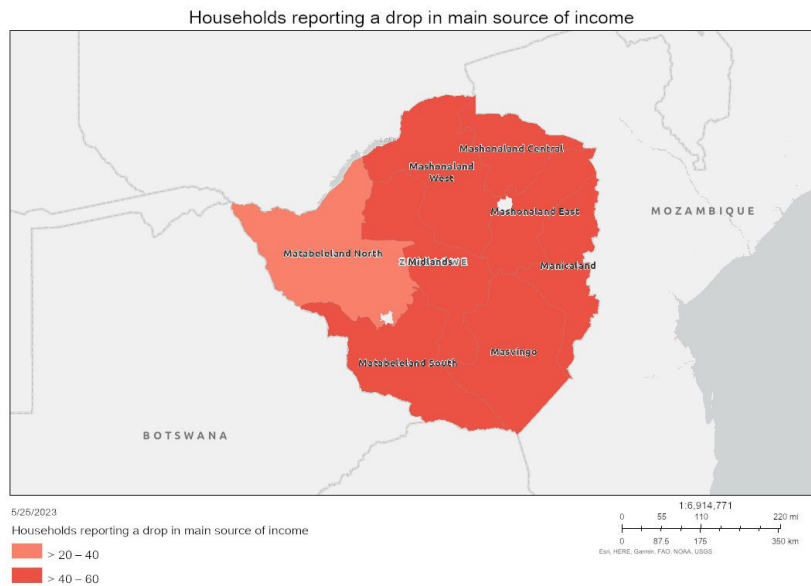 Households reporting a drop in main source of income
Mashonaland Central
Mashonaland
West
Mashonaland East
MOZAMBIQUE
Matabeleland North
Midlands
Manicaland
Masvingo
Matabeleland South
BOTSWANA
5/25/2023
Households reporting a drop in main source of income
> 20 – 40
> 40 – 60
1:6,914,771
0 55 110 220 mi
0 87.5 175 350 km
Esri, HERE, Garmin, FAO, NOAA, USGS